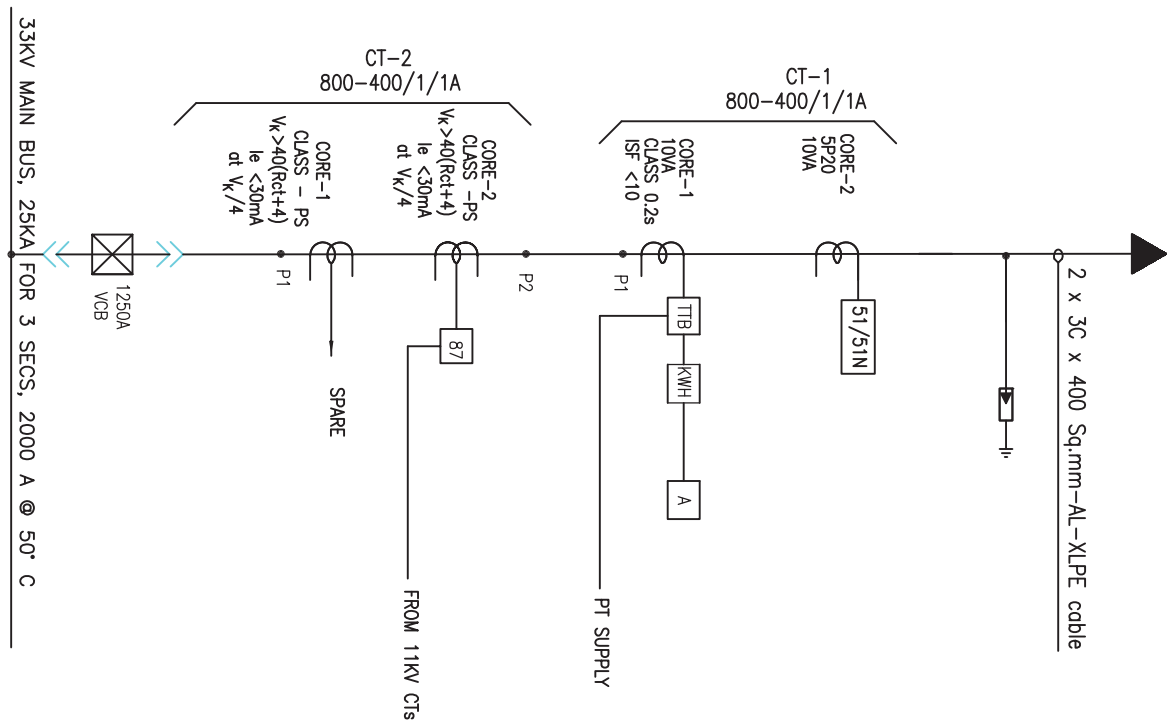 33KV MAIN BUS, 25KA FOR 3 SECS, 2000 A @ 50° C
1250A
VCB
CT-2
800-400/1/1A
CORE-1
CLASS - PS
VK >40(Rct+4)
Ie <30mA
at VK/4
CORE-2
CLASS -PS
VK >40(Rct+4)
Ie <30mA
at VK/4
P1
P2
SPARE
87
FROM 11KV CTs
CT-1
800-400/1/1A
CORE-1
10VA
CLASS 0.2s
ISF <10
CORE-2
5P20
10VA
P1
TTB
KWH
A
PT SUPPLY
51/51N
2 x 3C x 400 Sq.mm-AL-XLPE cable